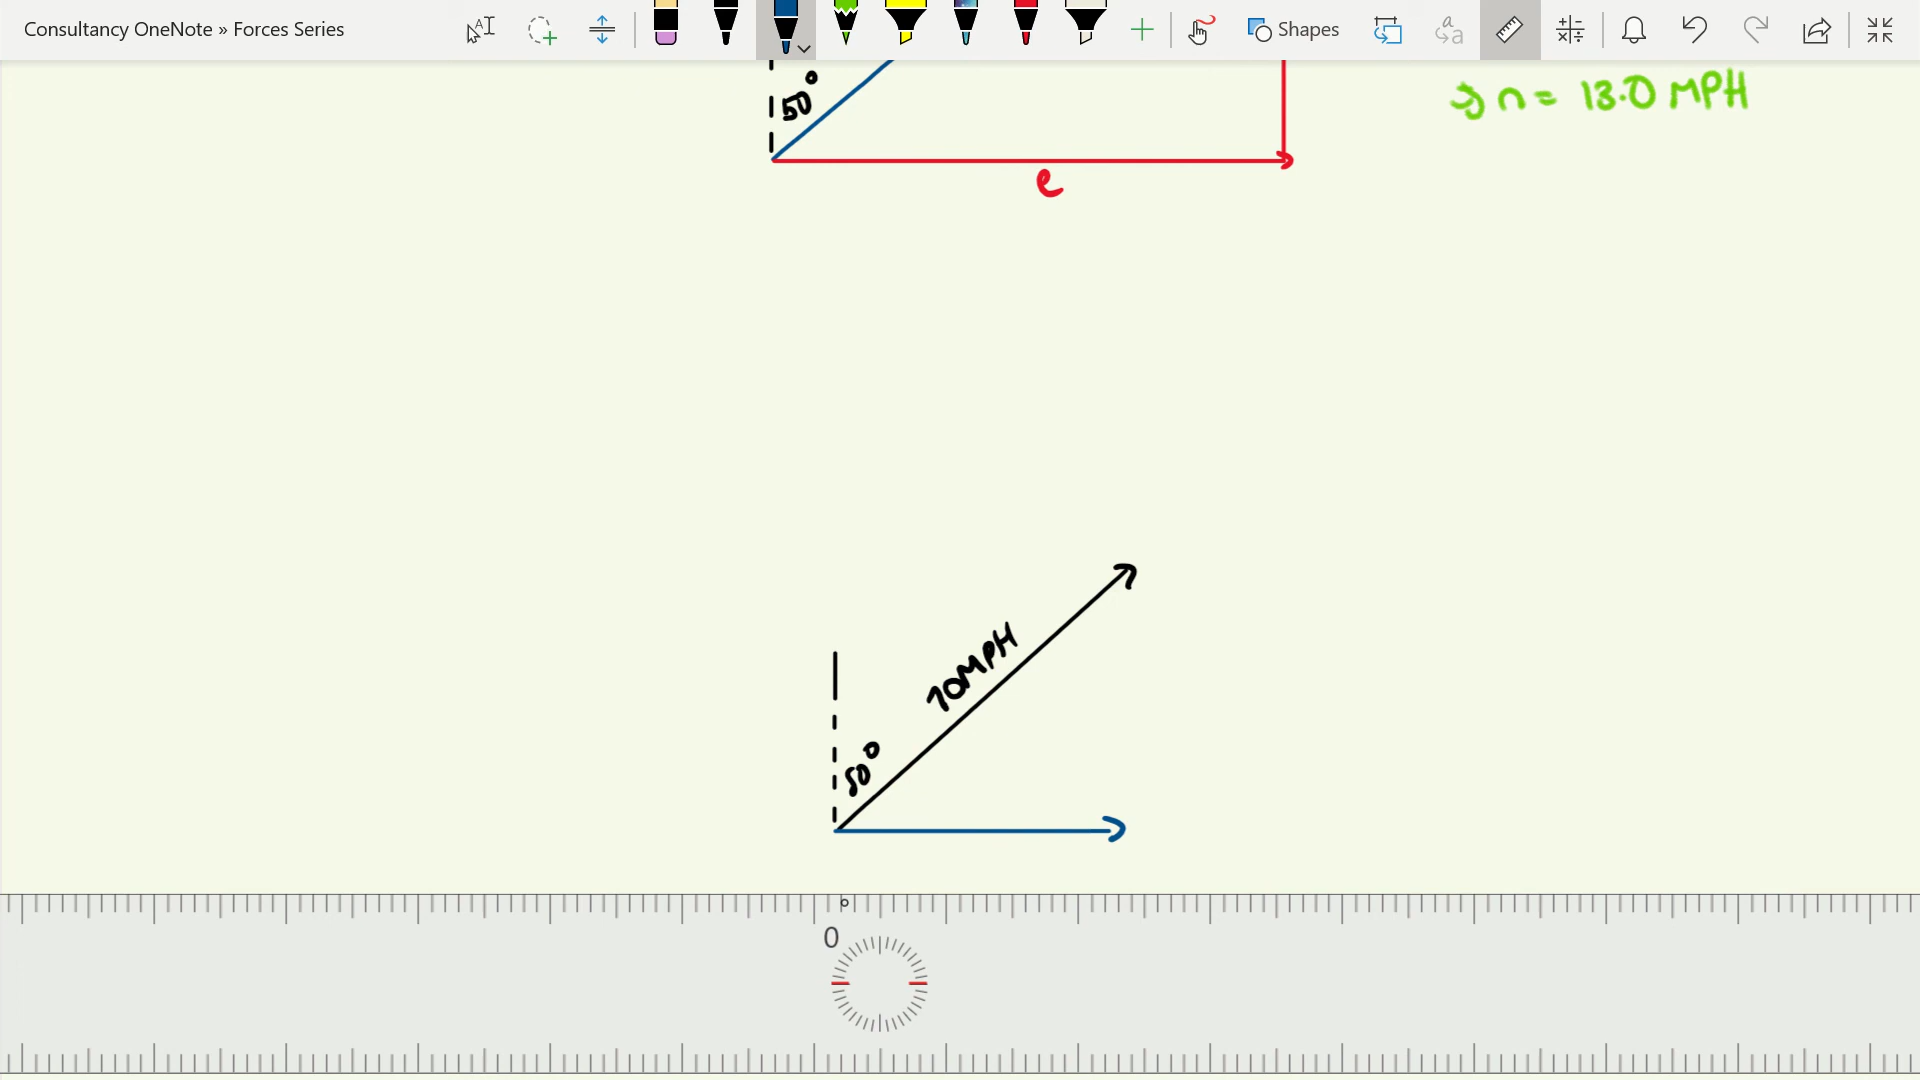 Consultancy OneNote » Forces Series
Shapes
50°
⇒ n = 13.0 MPH
e
70MPH
50°
0°